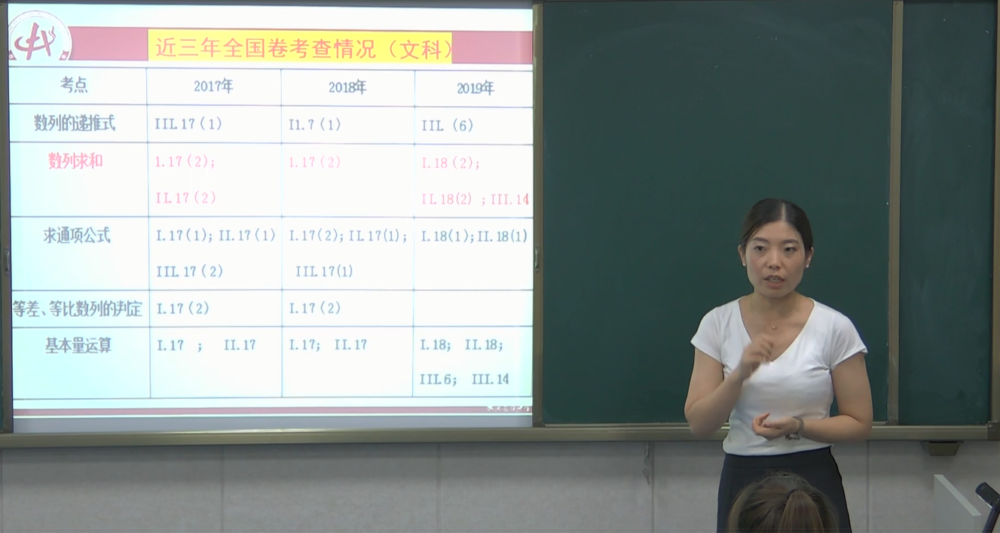 近三年全国卷考查情况（文科）
考点 2017年 2018年 2019年
数列的递推式 III.17（1） I1.7（1） III.（6）
数列求和 1.17（2）; 1.17（2） I.18（2）;
II.17（2） II.18(2) ; III.14
求通项公式 I.17(1); II.17(1) I.17(2); II.17(1); I.18(1);II.18(1)
III.17（2） III.17(1)
等差、等比数列的判定 I.17（2） I.17（2）
基本量运算 I.17 ; II.17 I.17; II.17 I.18; II.18;
III.6; III.14